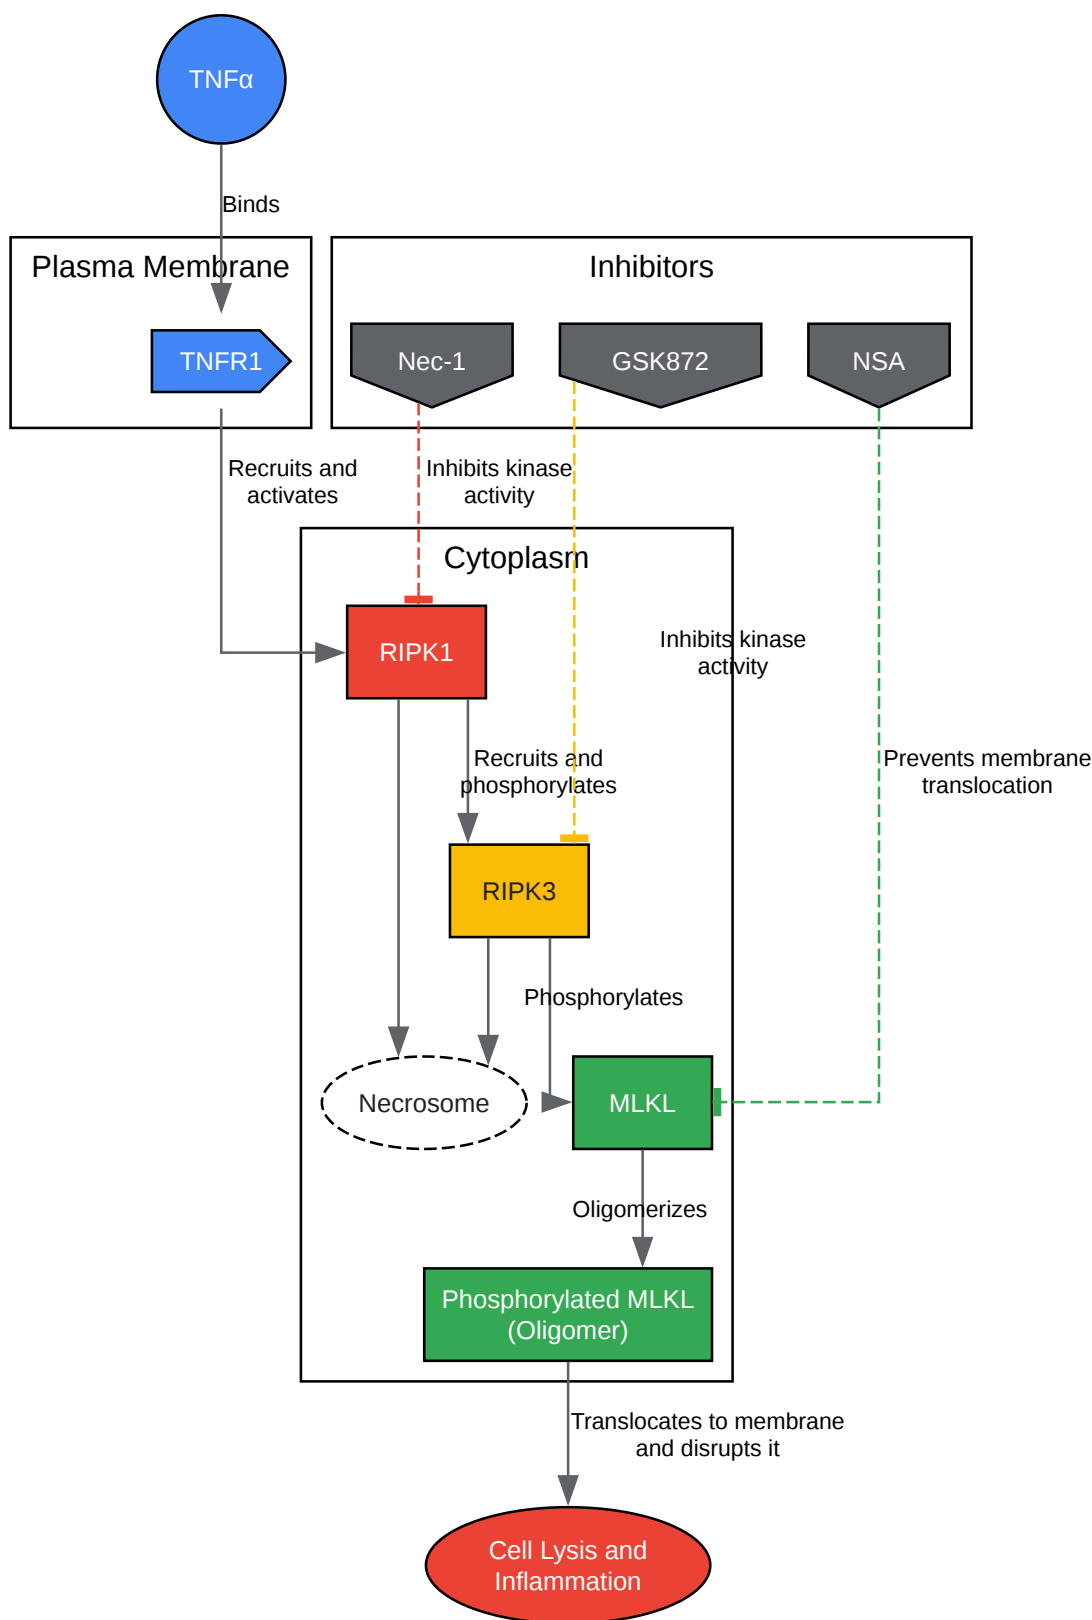 TNFα
Binds
Plasma Membrane
Inhibitors
TNFR1
Nec-1
GSK872
NSA
Recruits and
activates
Inhibits kinase
activity
Cytoplasm
Inhibits kinase
activity
RIPK1
Recruits and
phosphorylates
Prevents membrane
translocation
RIPK3
Phosphorylates
Necrosome
MLKL
Oligomerizes
Phosphorylated MLKL
(Oligomer)
Translocates to membrane
and disrupts it
Cell Lysis and
Inflammation